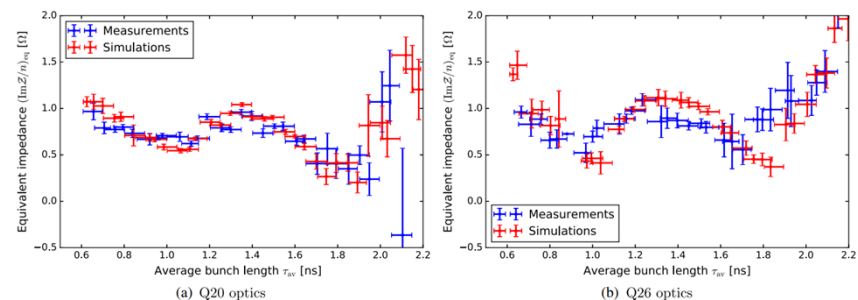 2.0
1.5
1.0
0.5
0.0
−0.5
Equivalent impedance (ImZ/n)eq [Ω]
Measurements
Simulations
0.6 0.8 1.0 1.2 1.4 1.6 1.8 2.0 2.2
Average bunch length τav [ns]
(a) Q20 optics
2.0
1.5
1.0
0.5
0.0
−0.5
Equivalent impedance (ImZ/n)eq [Ω]
Measurements
Simulations
0.6 0.8 1.0 1.2 1.4 1.6 1.8 2.0 2.2
Average bunch length τav [ns]
(b) Q26 optics